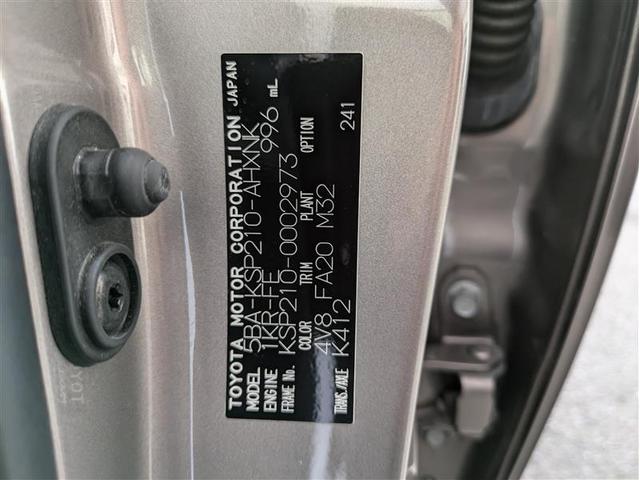 TOYOTA MOTOR CORPORATION JAPAN
MODEL 5BA-KSP210-AHXNK
ENGINE 1KR-FE 996 mL
FRAME No. KSP210-0002973
COLOR TRIM PLANT OPTION
4V8 FA20 M32 241
TRANS./AXLE K412